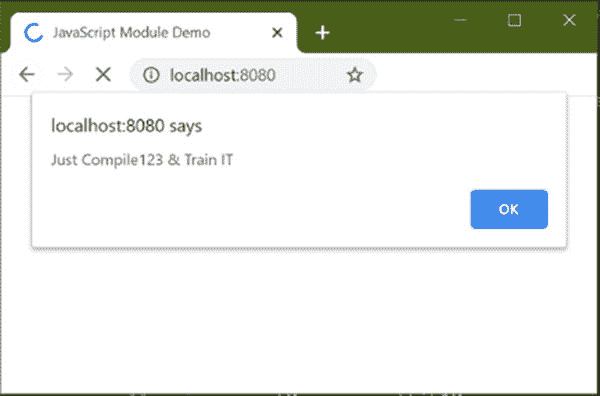 JavaScript Module Demo
localhost:8080
localhost:8080 says
Just Compile123 & Train IT
OK